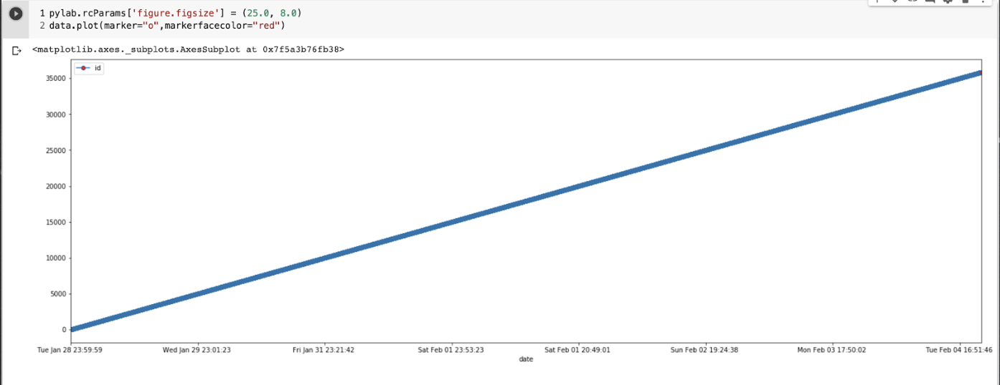 1 pylab.rcParams['figure.figsize'] = (25.0, 8.0)
2 data.plot(marker="o",markerfacecolor="red")
<matplotlib.axes._subplots.AxesSubplot at 0x7f5a3b76fb38>
id
35000
30000
25000
20000
15000
10000
5000
0
Tue Jan 28 23:59:59 Wed Jan 29 23:01:23 Fri Jan 31 23:21:42 Sat Feb 01 23:53:23 Sat Feb 01 20:49:01 Sun Feb 02 19:24:38 Mon Feb 03 17:50:02 Tue Feb 04 16:51:46
date